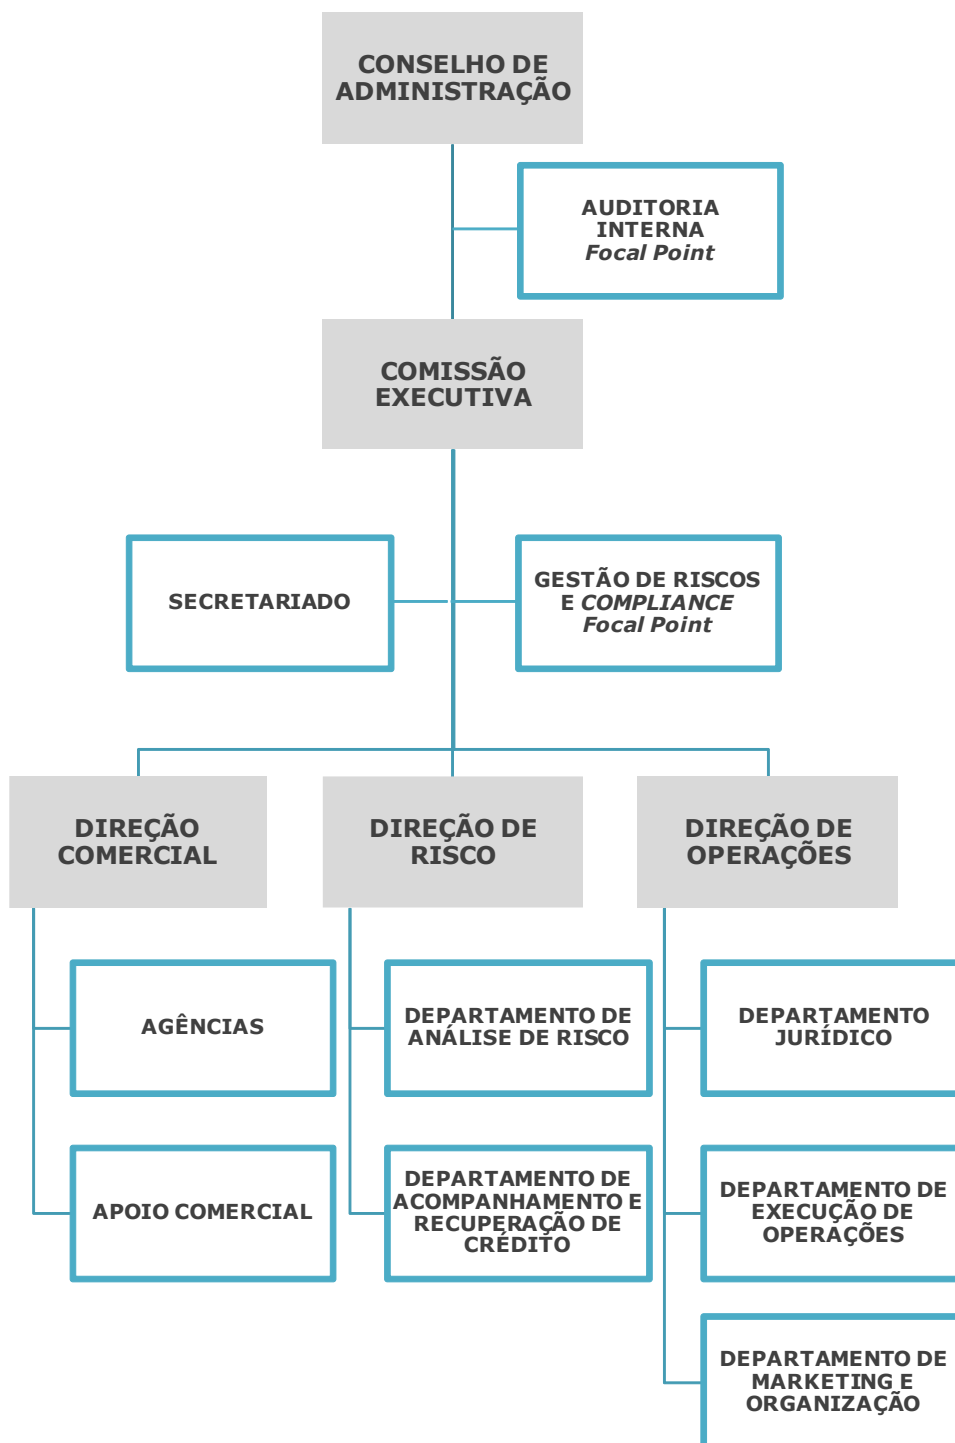 CONSELHO DE
ADMINISTRAÇÃO
AUDITORIA
INTERNA
Focal Point
COMISSÃO
EXECUTIVA
SECRETARIADO
GESTÃO DE RISCOS
E COMPLIANCE
Focal Point
DIREÇÃO
COMERCIAL
DIREÇÃO DE
RISCO
DIREÇÃO DE
OPERAÇÕES
AGÊNCIAS
DEPARTAMENTO DE
ANÁLISE DE RISCO
DEPARTAMENTO
JURÍDICO
APOIO COMERCIAL
DEPARTAMENTO DE
ACOMPANHAMENTO E
RECUPERAÇÃO DE
CRÉDITO
DEPARTAMENTO DE
EXECUÇÃO DE
OPERAÇÕES
DEPARTAMENTO DE
MARKETING E
ORGANIZAÇÃO